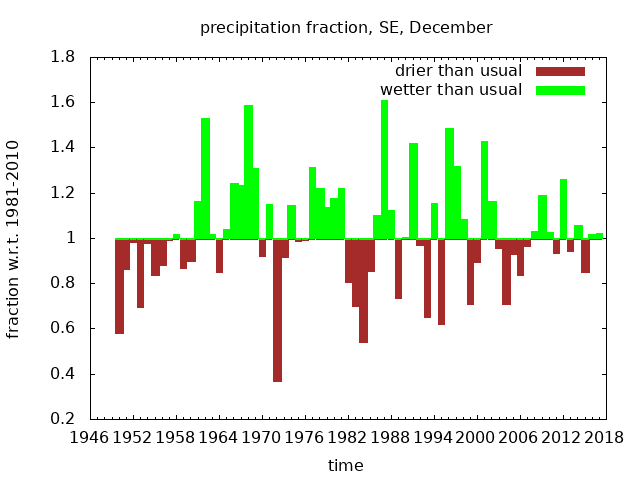 precipitation fraction, SE, December
drier than usual
wetter than usual
1.8
1.6
1.4
1.2
1
0.8
0.6
0.4
0.2
fraction w.r.t. 1981-2010
1946 1952 1958 1964 1970 1976 1982 1988 1994 2000 2006 2012 2018
time